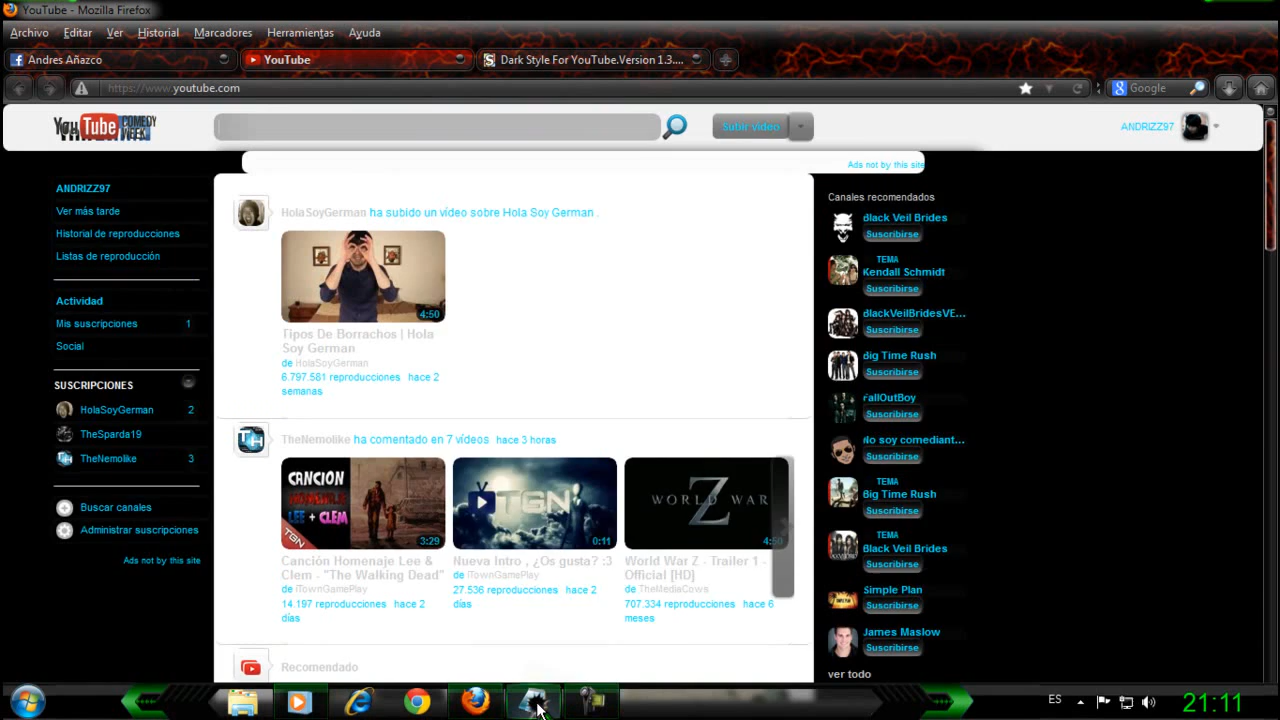 YouTube - Mozilla Firefox
Archivo Editar Ver Historial Marcadores Herramientas Ayuda
Andres Añazco
YouTube
Dark Style For YouTube.Version 1.3....
https://www.youtube.com
Google
You Tube COMEDY WEEK
Subir vídeo
ANDRIZZ97
Ads not by this site
ANDRIZZ97
Ver más tarde
Historial de reproducciones
Listas de reproducción
Actividad
Mis suscripciones 1
Social
SUSCRIPCIONES
HolaSoyGerman 2
TheSparda19
TheNemolike 3
Buscar canales
Administrar suscripciones
Ads not by this site
HolaSoyGerman ha subido un vídeo sobre Hola Soy German .
4:50
Tipos De Borrachos | Hola
Soy German
de HolaSoyGerman
6.797.581 reproducciones hace 2
semanas
TheNemolike ha comentado en 7 vídeos hace 3 horas
CANCION
HOMENAJE
LEE + CLEM
TGN
3:29
Canción Homenaje Lee &
Clem - "The Walking Dead"
de iTownGamePlay
14.197 reproducciones hace 2
días
TGN
0:11
Nueva Intro , ¿Os gusta? :3
de iTownGamePlay
27.536 reproducciones hace 2
días
WORLD WAR
Z
4:50
World War Z - Trailer 1 -
Official [HD]
de TheMediaCows
707.334 reproducciones hace 6
meses
Recomendado
Canales recomendados
Black Veil Brides
Suscribirse
TEMA
Kendall Schmidt
Suscribirse
BlackVeilBridesVE...
Suscribirse
Big Time Rush
Suscribirse
FallOutBoy
Suscribirse
No soy comediant...
Suscribirse
TEMA
Big Time Rush
Suscribirse
TEMA
Black Veil Brides
Suscribirse
Simple Plan
Suscribirse
James Maslow
Suscribirse
ver todo
ES
21:11